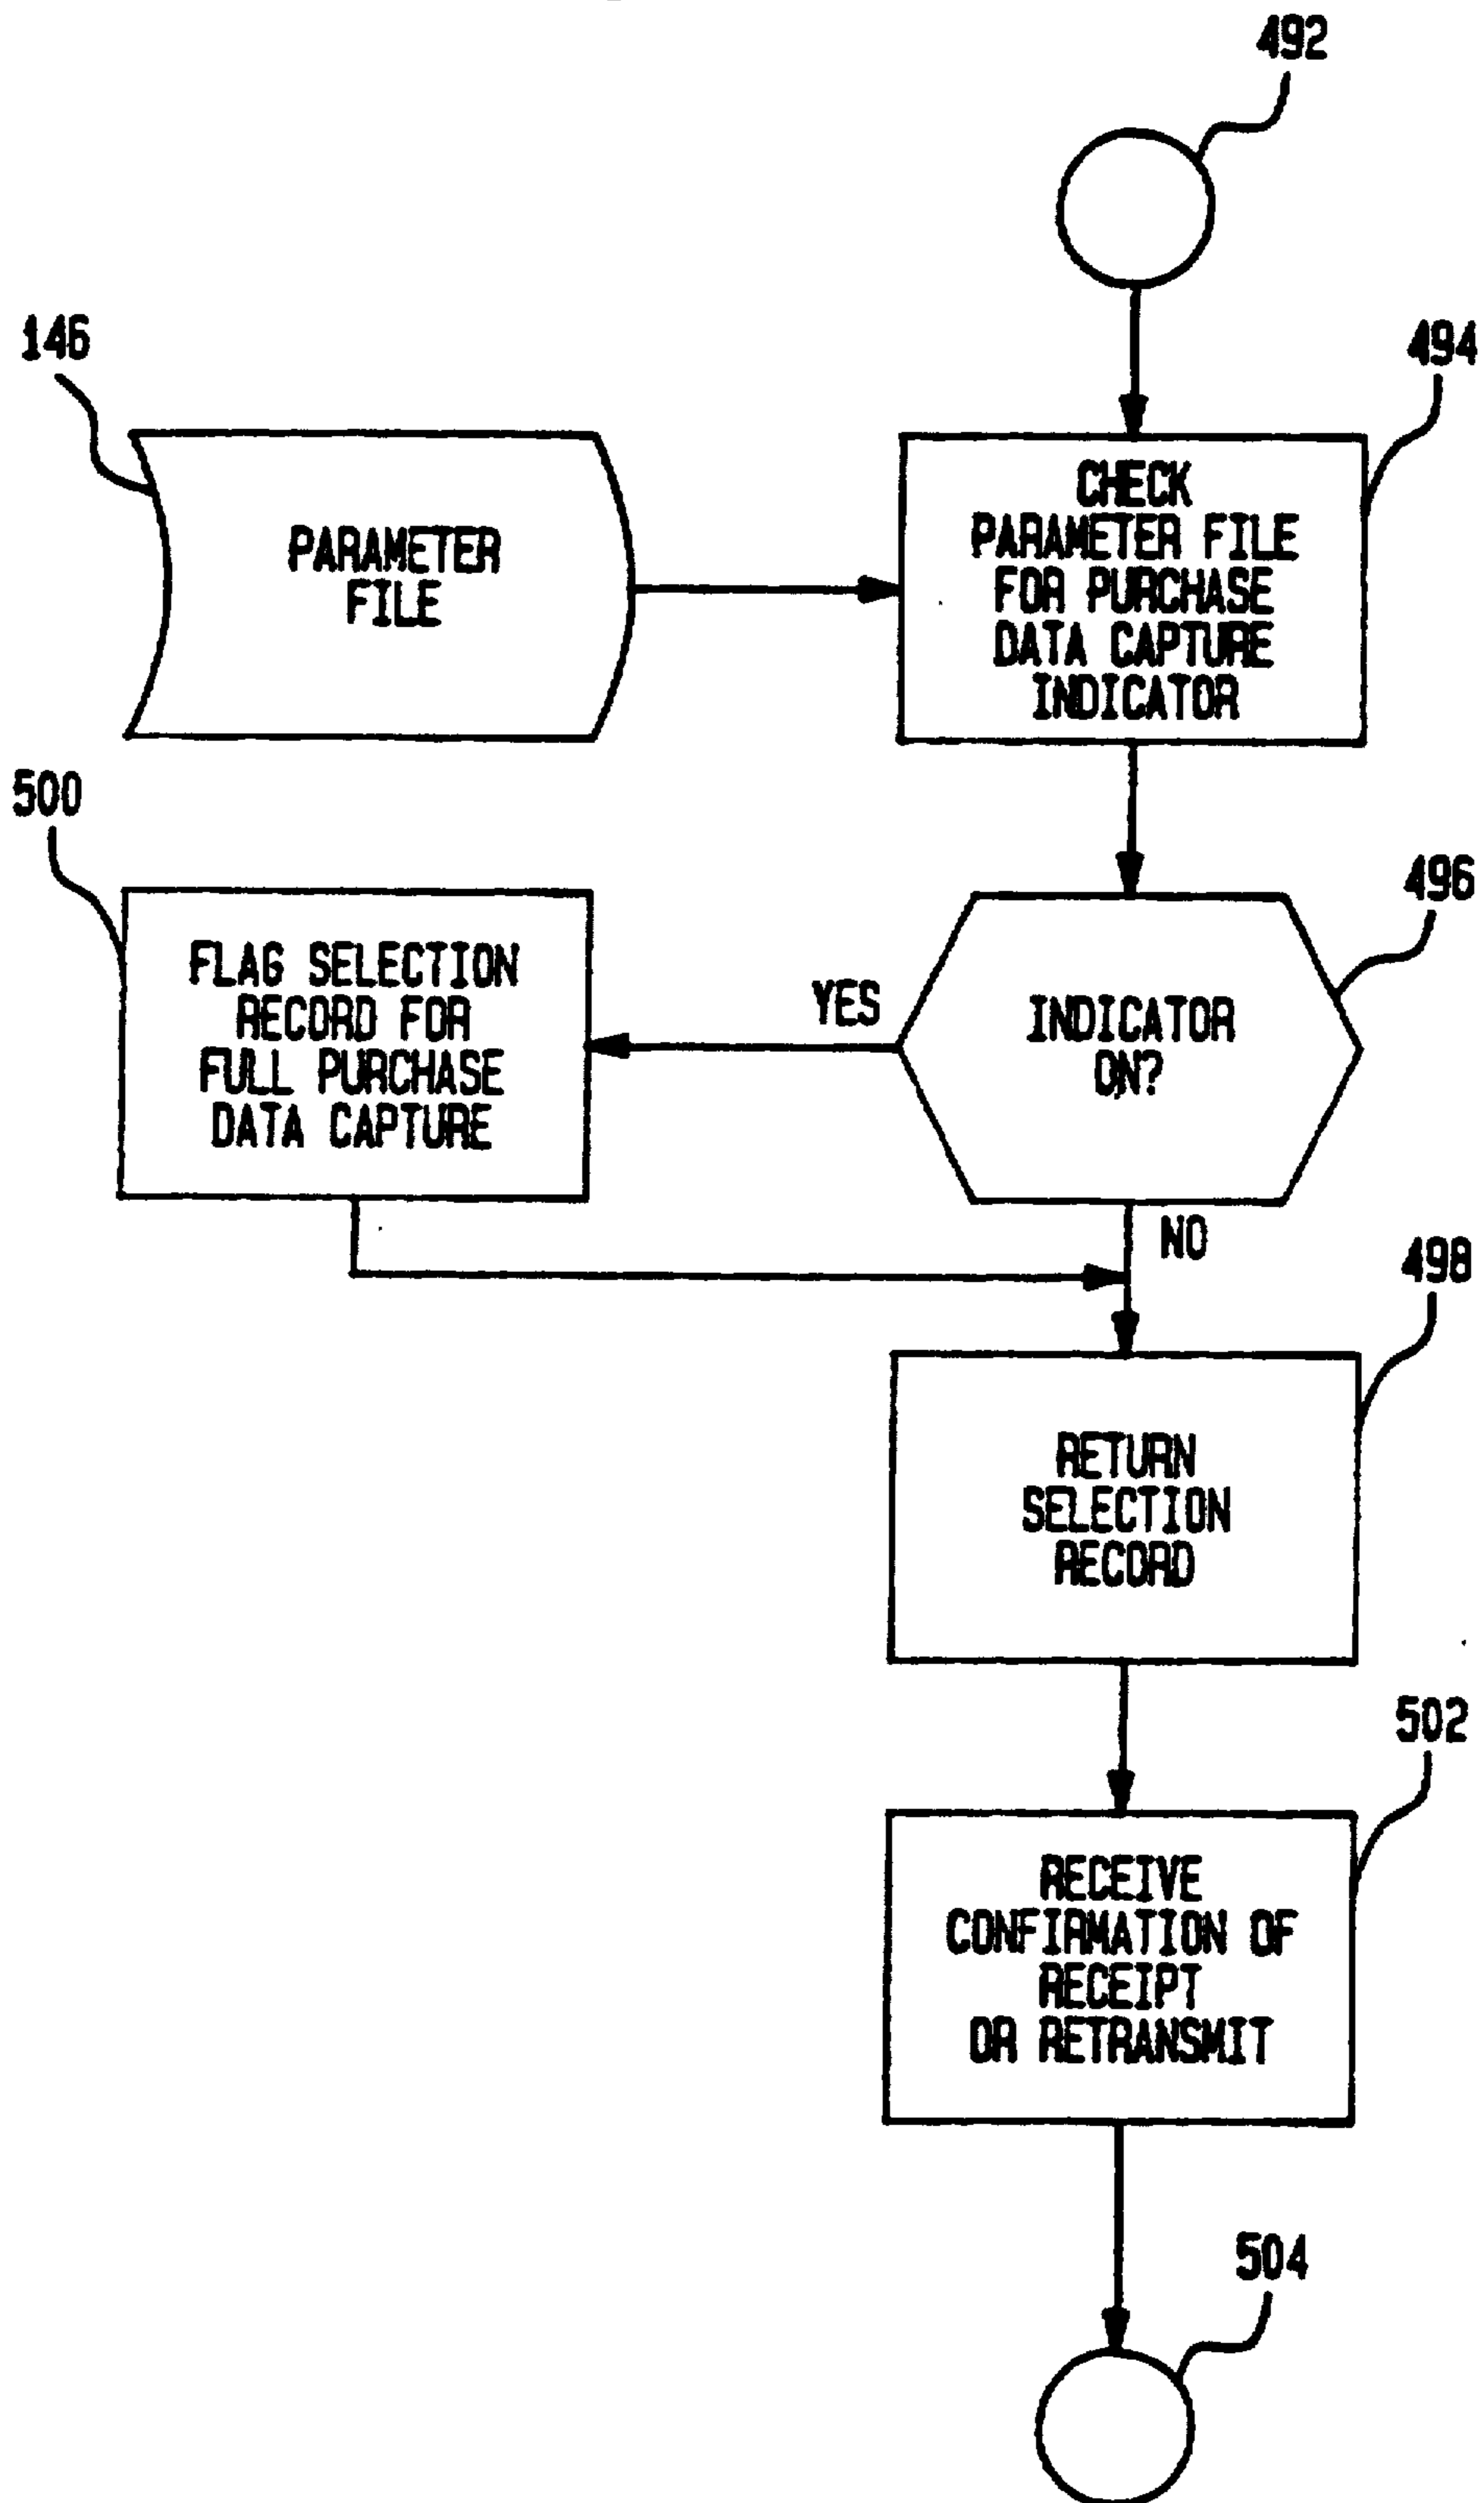 492
146
494
PARAMETER
FILE
CHECK
PARAMETER FILE
FOR PURCHASE
DATA CAPTURE
INDICATOR
500
496
FLAG SELECTION
RECORD FOR
FULL PURCHASE
DATA CAPTURE
YES
INDICATOR
ON?
NO
498
RETURN
SELECTION
RECORD
502
RECEIVE
CONFIRMATION OF
RECEIPT
OR RETRANSMIT
504